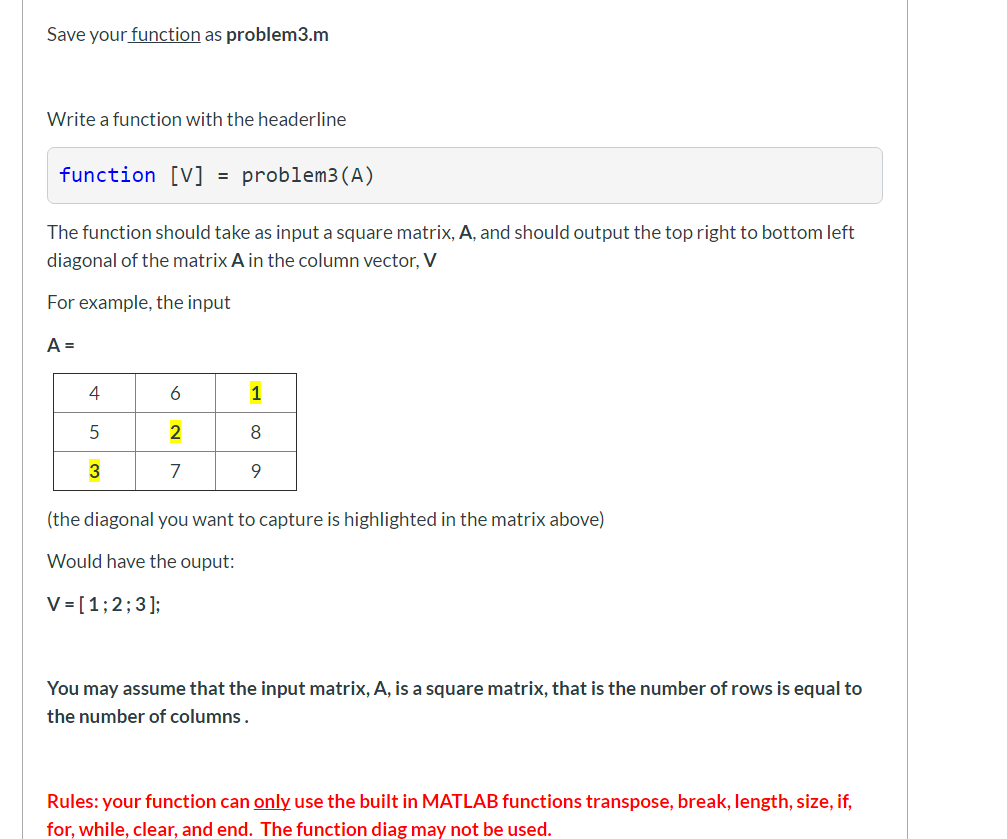 Save your function as problem3.m
Write a function with the headerline
function [V] = problem3(A)
The function should take as input a square matrix, A, and should output the top right to bottom left
diagonal of the matrix A in the column vector, V
For example, the input
A =
4 6 1
5 2 8
3 7 9
(the diagonal you want to capture is highlighted in the matrix above)
Would have the ouput:
V = [ 1 ; 2 ; 3 ];
You may assume that the input matrix, A, is a square matrix, that is the number of rows is equal to
the number of columns .
Rules: your function can only use the built in MATLAB functions transpose, break, length, size, if,
for, while, clear, and end. The function diag may not be used.